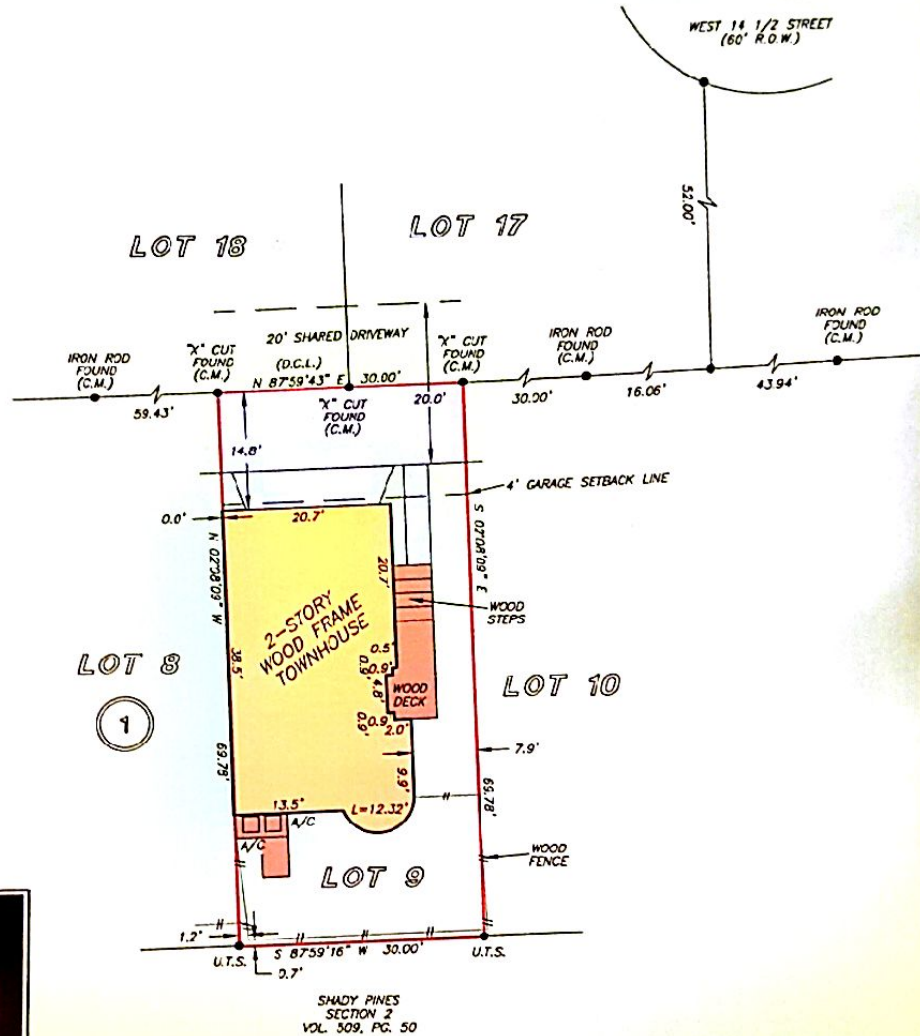 WEST 14 1/2 STREET
(60' R.O.W.)
52.00'
LOT 18
LOT 17
20' SHARED DRIVEWAY
(D.C.L.)
N 87°59'43" E 30.00'
IRON ROD
FOUND
(C.M.)
"X" CUT
FOUND
(C.M.)
"X" CUT
FOUND
(C.M.)
"X" CUT
FOUND
(C.M.)
IRON ROD
FOUND
(C.M.)
IRON ROD
FOUND
(C.M.)
59.43'
20.0'
30.00'
16.06'
43.94'
14.8'
4' GARAGE SETBACK LINE
0.0'
20.7'
N 02°08'09" W
S 02°08'09" E
20.7'
2-STORY
WOOD FRAME
TOWNHOUSE
WOOD
STEPS
38.5'
0.5'
0.9'
0.9'
4.8'
WOOD
DECK
0.9'
0.9'
2.0'
LOT 8
1
LOT 10
7.9'
69.78'
69.78'
9.9'
13.5'
L=12.32'
A/C
A/C
WOOD
FENCE
LOT 9
1.2'
U.T.S.
S 87°59'16" W 30.00'
U.T.S.
0.7'
SHADY PINES
SECTION 2
VOL. 509, PG. 50